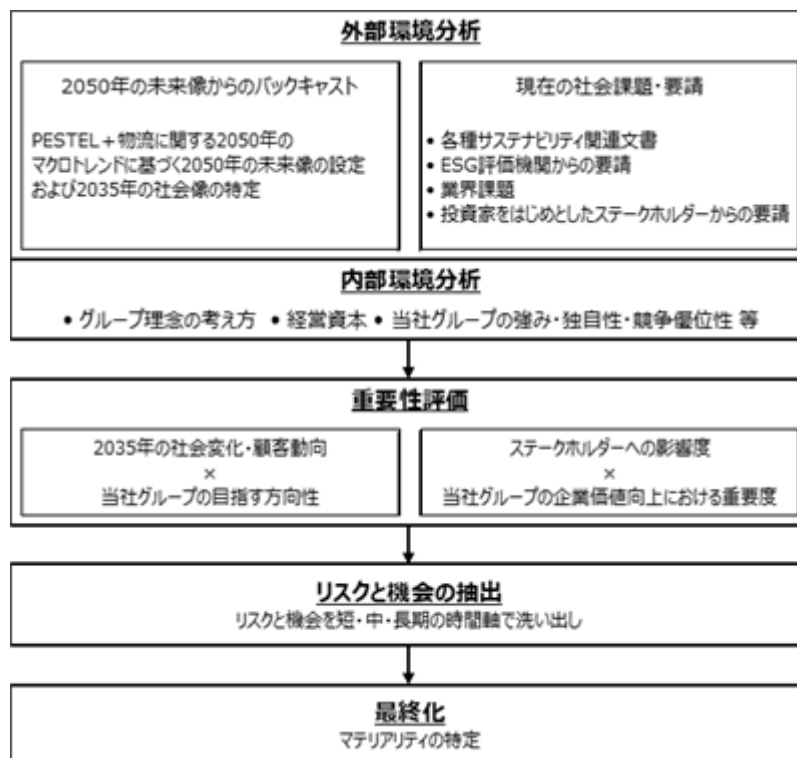 外部環境分析
2050年の未来像からのバックキャスト
PESTEL+物流に関する2050年の
マクロトレンドに基づく2050年の未来像の設定
および2035年の社会像の特定
現在の社会課題・要請
• 各種サステナビリティ関連文書
• ESG評価機関からの要請
• 業界課題
• 投資家をはじめとしたステークホルダーからの要請
内部環境分析
• グループ理念の考え方 • 経営資本 • 当社グループの強み・独自性・競争優位性 等
重要性評価
2035年の社会変化・顧客動向
×
当社グループの目指す方向性
ステークホルダーへの影響度
×
当社グループの企業価値向上における重要度
リスクと機会の抽出
リスクと機会を短・中・長期の時間軸で洗い出し
最終化
マテリアリティの特定